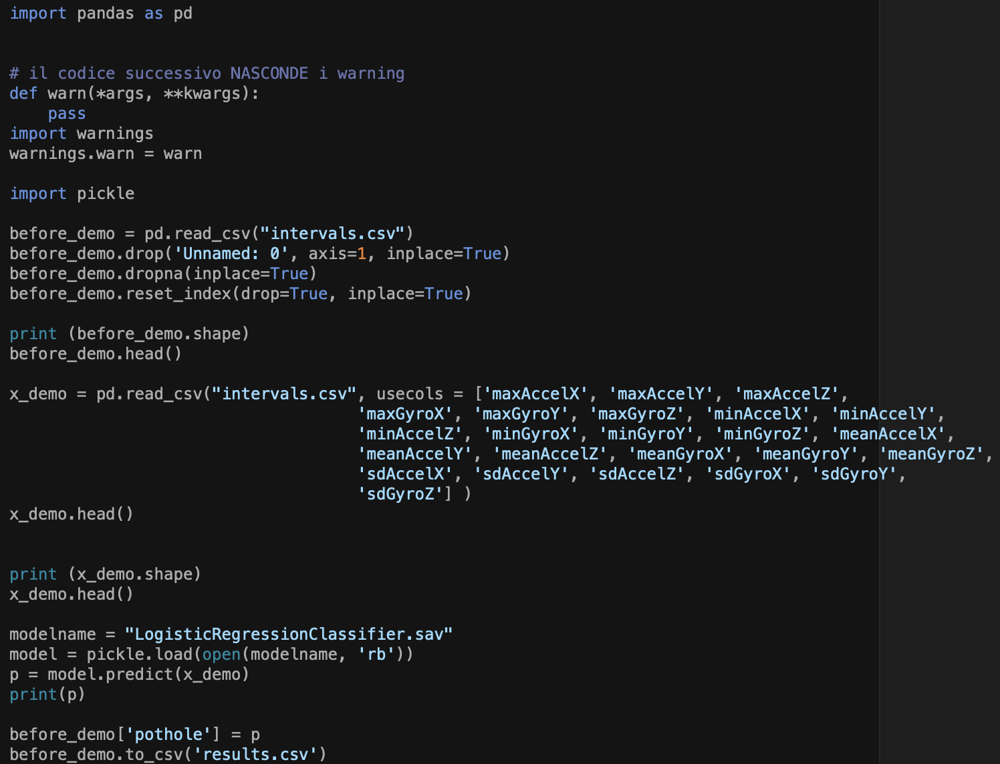 import pandas as pd
# il codice successivo NASCONDE i warning
def warn(*args, **kwargs):
    pass
import warnings
warnings.warn = warn
import pickle
before_demo = pd.read_csv("intervals.csv")
before_demo.drop('Unnamed: 0', axis=1, inplace=True)
before_demo.dropna(inplace=True)
before_demo.reset_index(drop=True, inplace=True)
print (before_demo.shape)
before_demo.head()
x_demo = pd.read_csv("intervals.csv", usecols = ['maxAccelX', 'maxAccelY', 'maxAccelZ',
                                    'maxGyroX', 'maxGyroY', 'maxGyroZ', 'minAccelX', 'minAccelY',
                                    'minAccelZ', 'minGyroX', 'minGyroY', 'minGyroZ', 'meanAccelX',
                                    'meanAccelY', 'meanAccelZ', 'meanGyroX', 'meanGyroY', 'meanGyroZ',
                                    'sdAccelX', 'sdAccelY', 'sdAccelZ', 'sdGyroX', 'sdGyroY',
                                    'sdGyroZ'] )
x_demo.head()
print (x_demo.shape)
x_demo.head()
modelname = "LogisticRegressionClassifier.sav"
model = pickle.load(open(modelname, 'rb'))
p = model.predict(x_demo)
print(p)
before_demo['pothole'] = p
before_demo.to_csv('results.csv')